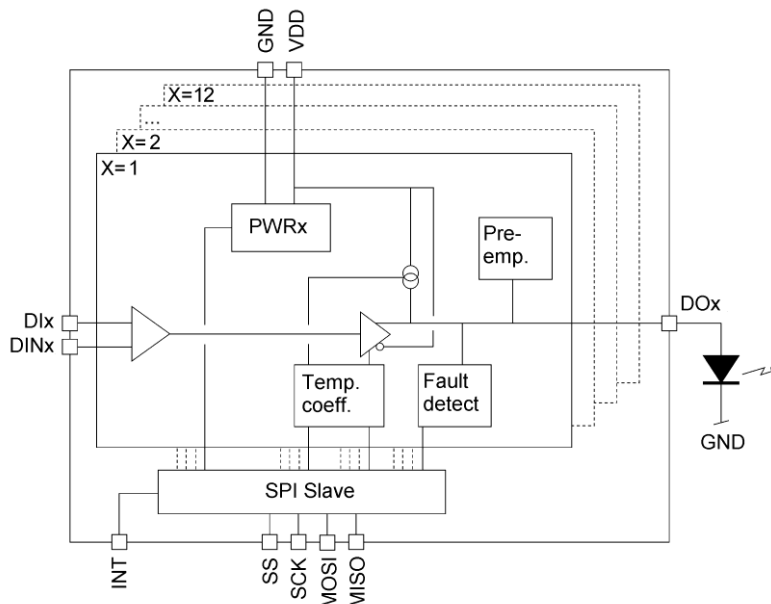 GND
VDD
X=12
...
X= 2
X= 1
PWRx
Pre-
emp.
DIx
DINx
DOx
Temp.
coeff.
Fault
detect
GND
SPI Slave
INT
SS
SCK
MOSI
MISO